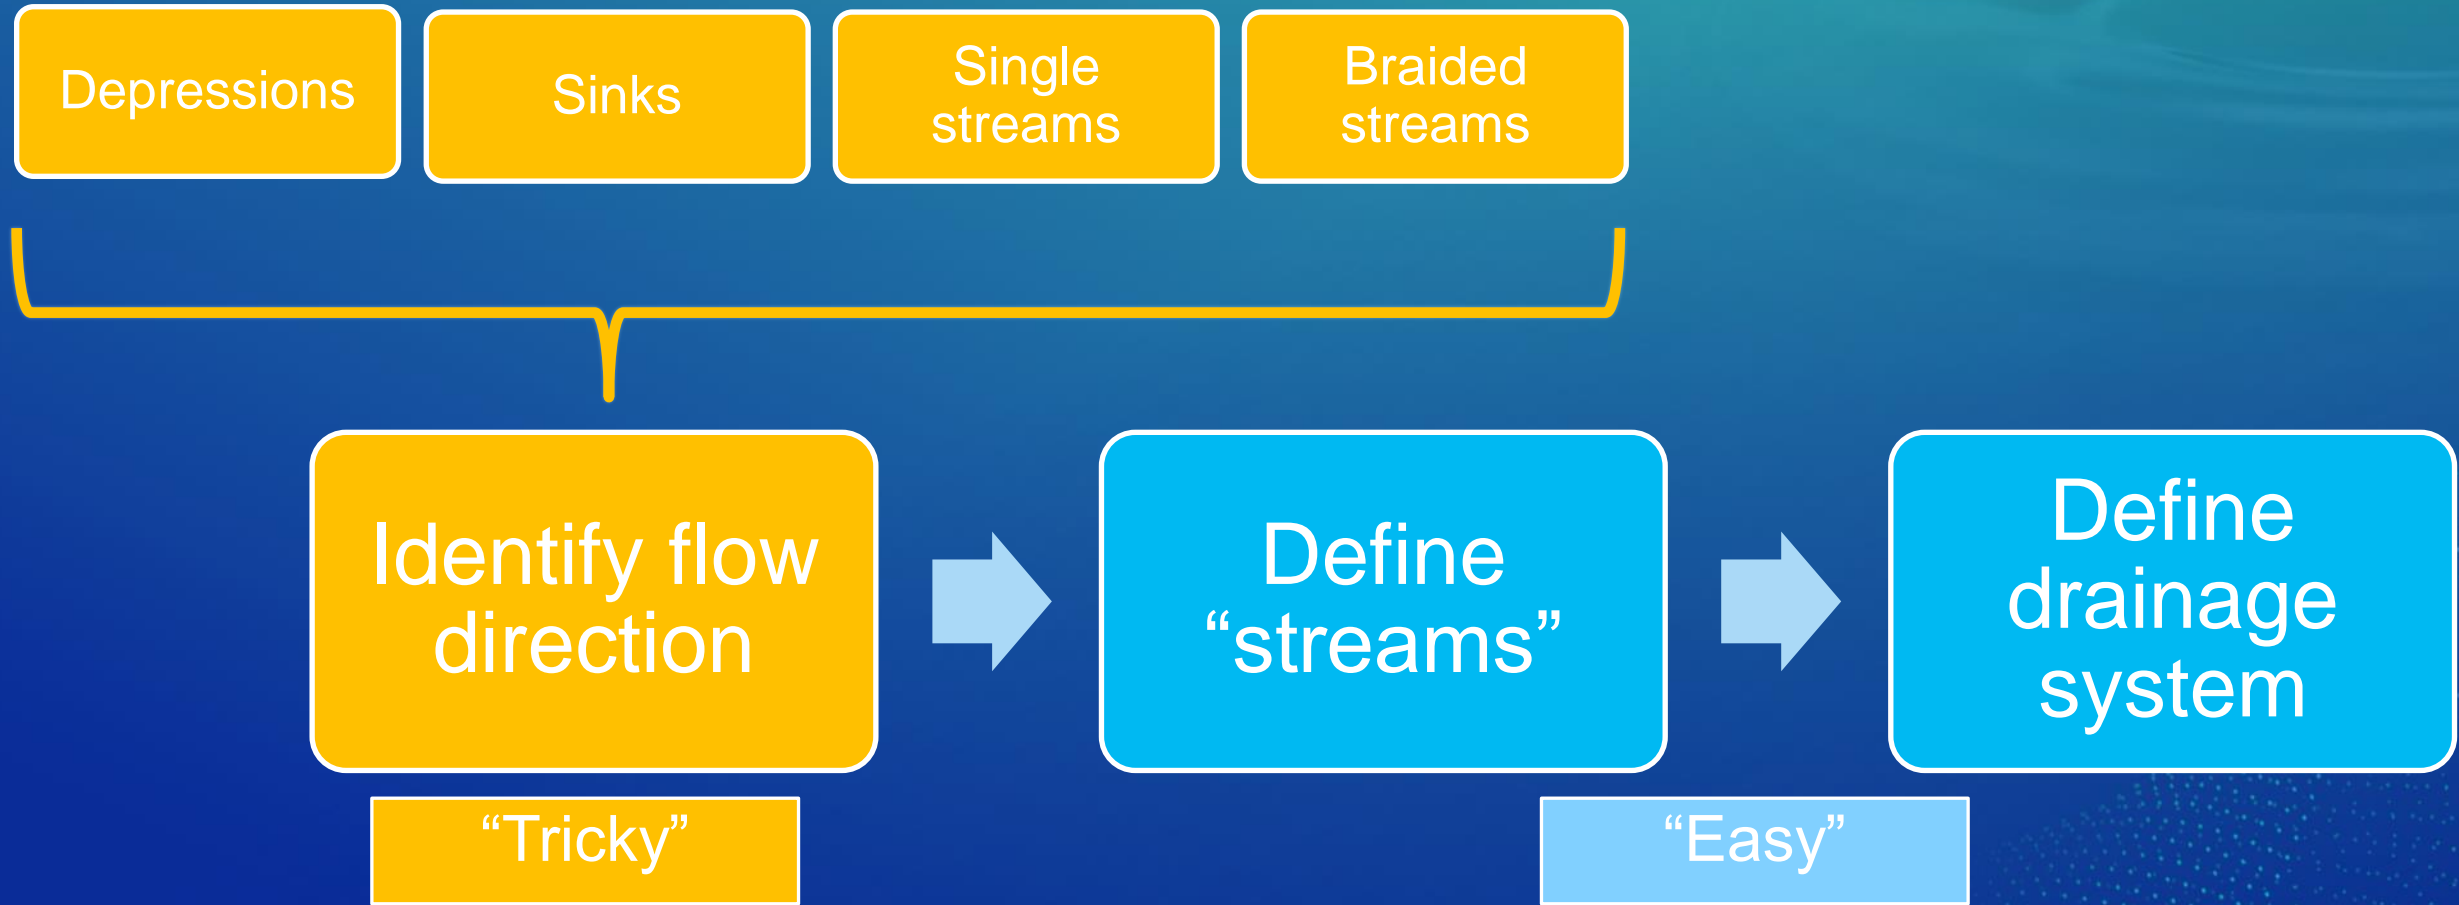 Depressions
Sinks
Single
streams
Braided
streams
Identify flow
direction
Define
“streams”
Define
drainage
system
“Tricky”
“Easy”